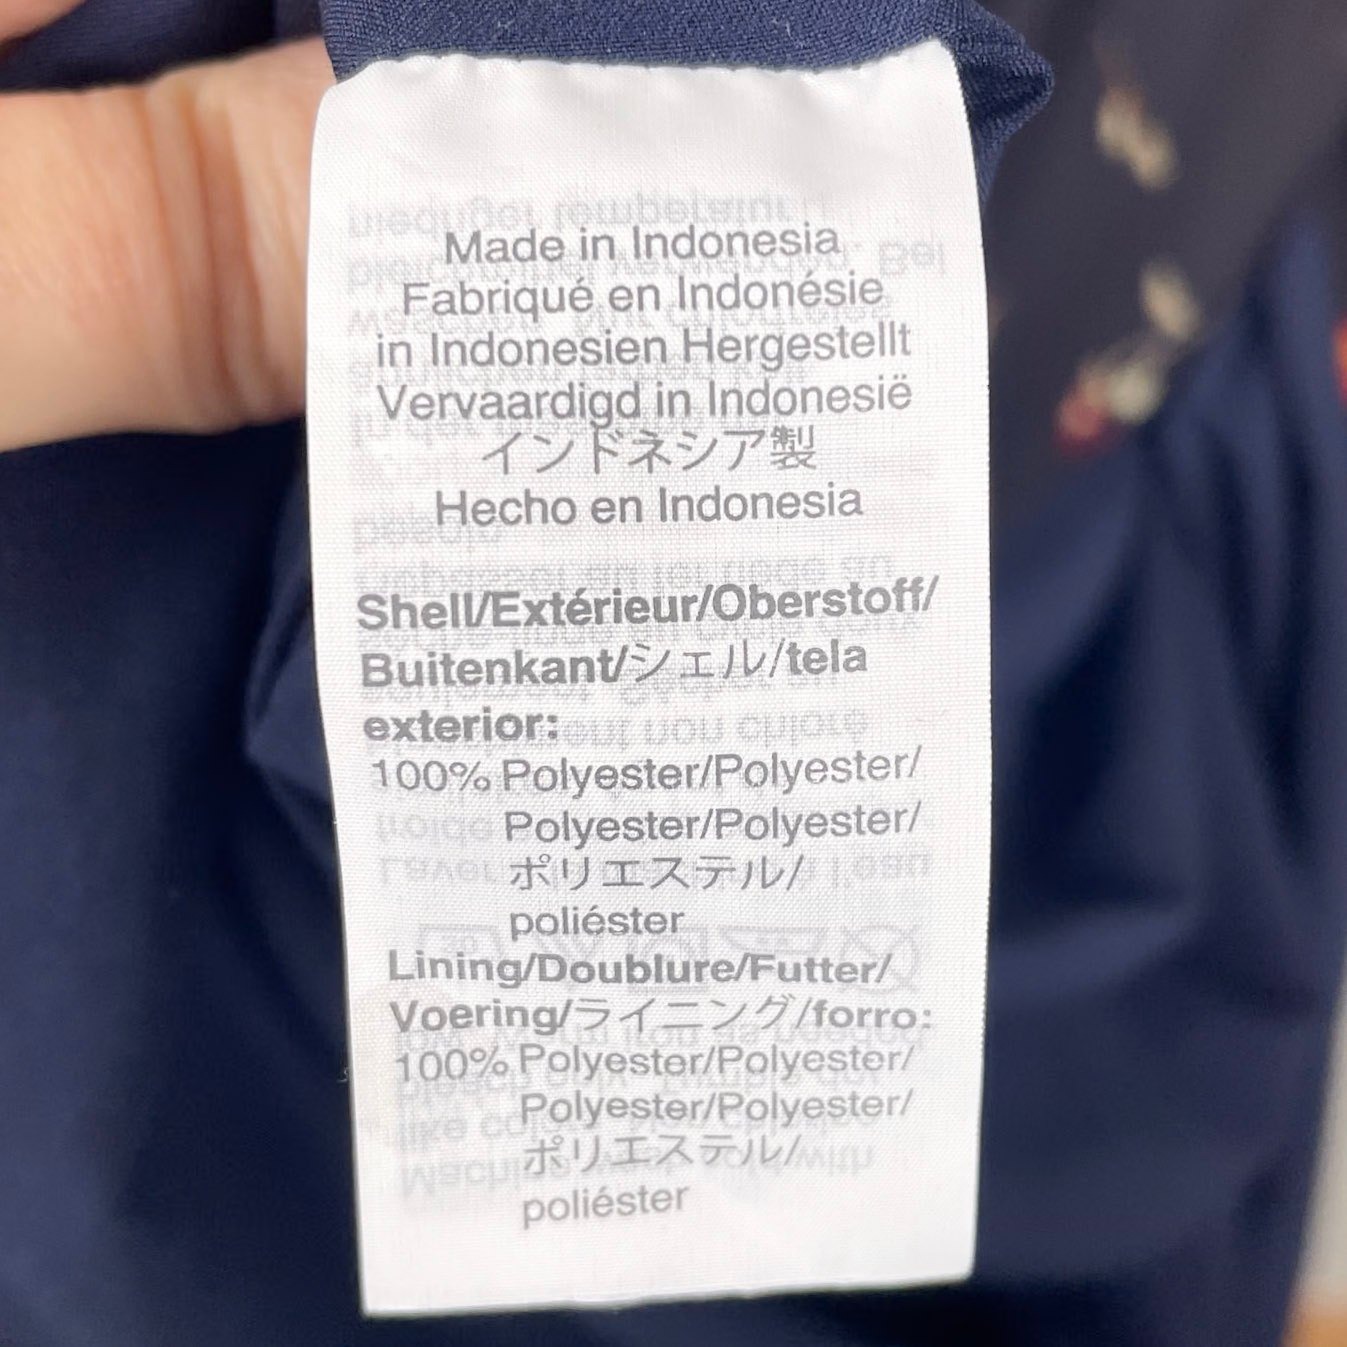 Made in Indonesia
Fabriqué en Indonésie
in Indonesien Hergestellt
Vervaardigd in Indonesië
インドネシア製
Hecho en Indonesia
Shell/Extérieur/Oberstoff/
Buitenkant/シェル/tela
exterior:
100% Polyester/Polyester/
Polyester/Polyester/
ポリエステル/
poliéster
Lining/Doublure/Futter/
Voering/ライニング/forro:
100% Polyester/Polyester/
Polyester/Polyester/
ポリエステル/
poliéster